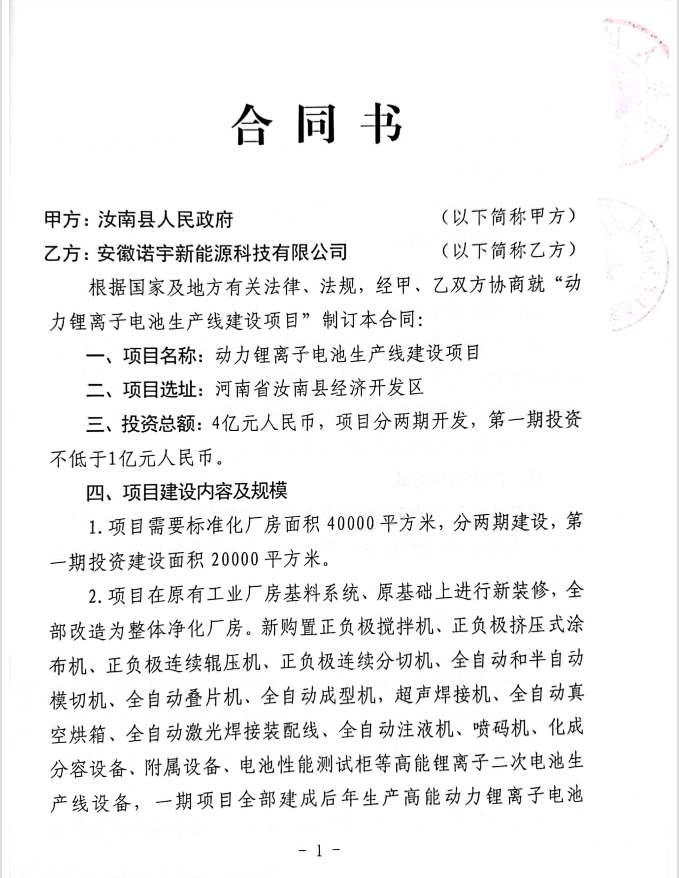 合同书
甲方：汝南县人民政府 （以下简称甲方）
乙方：安徽诺宇新能源科技有限公司 （以下简称乙方）
根据国家及地方有关法律、法规，经甲、乙双方协商就“动
力锂离子电池生产线建设项目”制订本合同：
一、项目名称：动力锂离子电池生产线建设项目
二、项目选址：河南省汝南县经济开发区
三、投资总额：4亿元人民币，项目分两期开发，第一期投资
不低于1亿元人民币。
四、项目建设内容及规模
1.项目需要标准化厂房面积 40000 平方米，分两期建设，第
一期投资建设面积 20000 平方米。
2.项目在原有工业厂房基料系统、原基础上进行新装修，全
部改造为整体净化厂房。新购置正负极搅拌机、正负极挤压式涂
布机、正负极连续辊压机、正负极连续分切机、全自动和半自动
模切机、全自动叠片机、全自动成型机，超声焊接机、全自动真
空烘箱、全自动激光焊接装配线、全自动注液机、喷码机、化成
分容设备、附属设备、电池性能测试柜等高能锂离子二次电池生
产线设备，一期项目全部建成后年生产高能动力锂离子电池
- 1 -